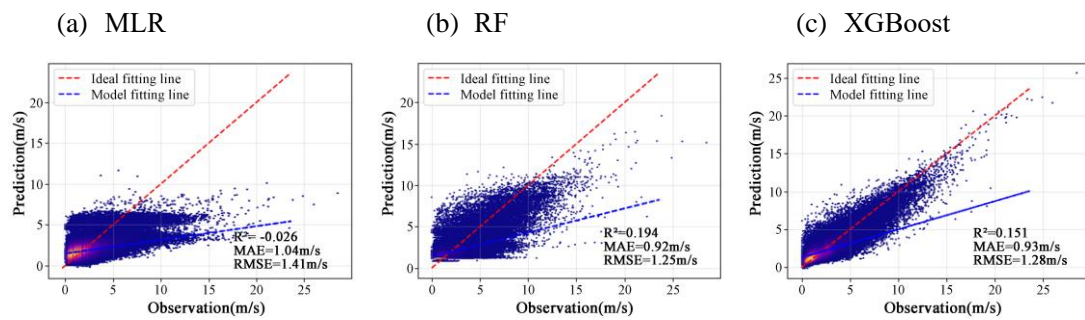 (a) MLR
(b) RF
(c) XGBoost
Ideal fitting line
Model fitting line
20
15
10
5
0
0
5
10
15
20
25
Prediction(m/s)
Observation(m/s)
R²= -0.026
MAE=1.04m/s
RMSE=1.41m/s
Ideal fitting line
Model fitting line
20
15
10
5
0
0
5
10
15
20
25
Prediction(m/s)
Observation(m/s)
R²=0.194
MAE=0.92m/s
RMSE=1.25m/s
Ideal fitting line
Model fitting line
25
20
15
10
5
0
0
5
10
15
20
25
Prediction(m/s)
Observation(m/s)
R²=0.151
MAE=0.93m/s
RMSE=1.28m/s